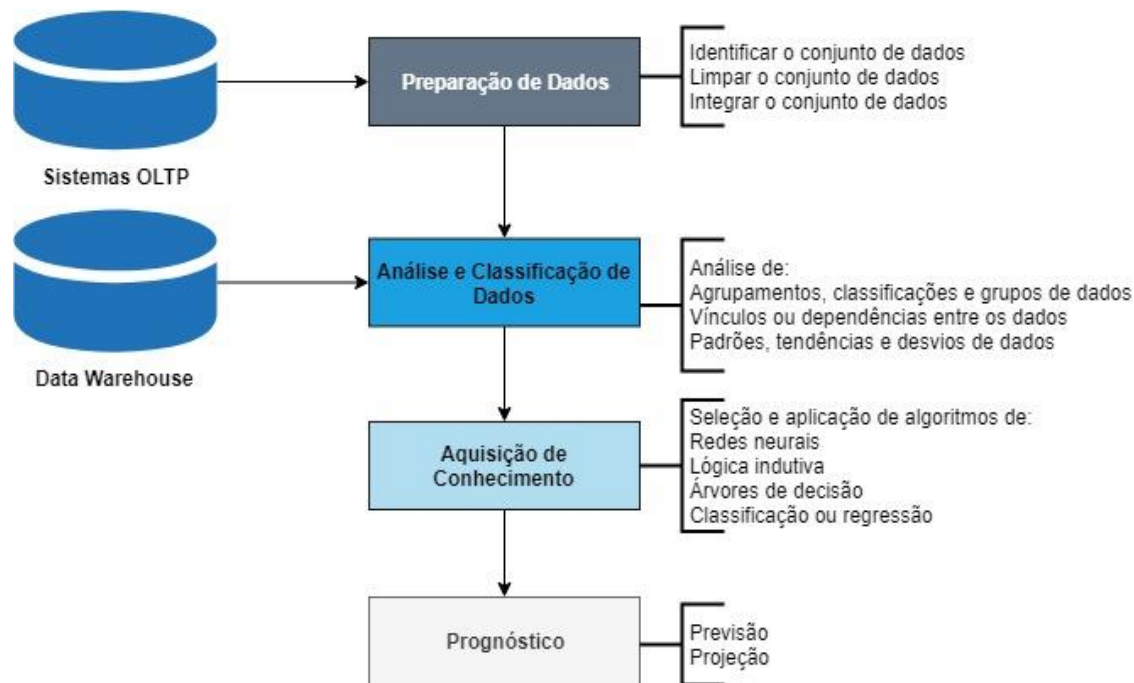 Sistemas OLTP
Preparação de Dados
Identificar o conjunto de dados
Limpar o conjunto de dados
Integrar o conjunto de dados
Data Warehouse
Análise e Classificação de
Dados
Análise de:
Agrupamentos, classificações e grupos de dados
Vínculos ou dependências entre os dados
Padrões, tendências e desvios de dados
Aquisição de
Conhecimento
Seleção e aplicação de algoritmos de:
Redes neurais
Lógica indutiva
Árvores de decisão
Classificação ou regressão
Prognóstico
Previsão
Projeção